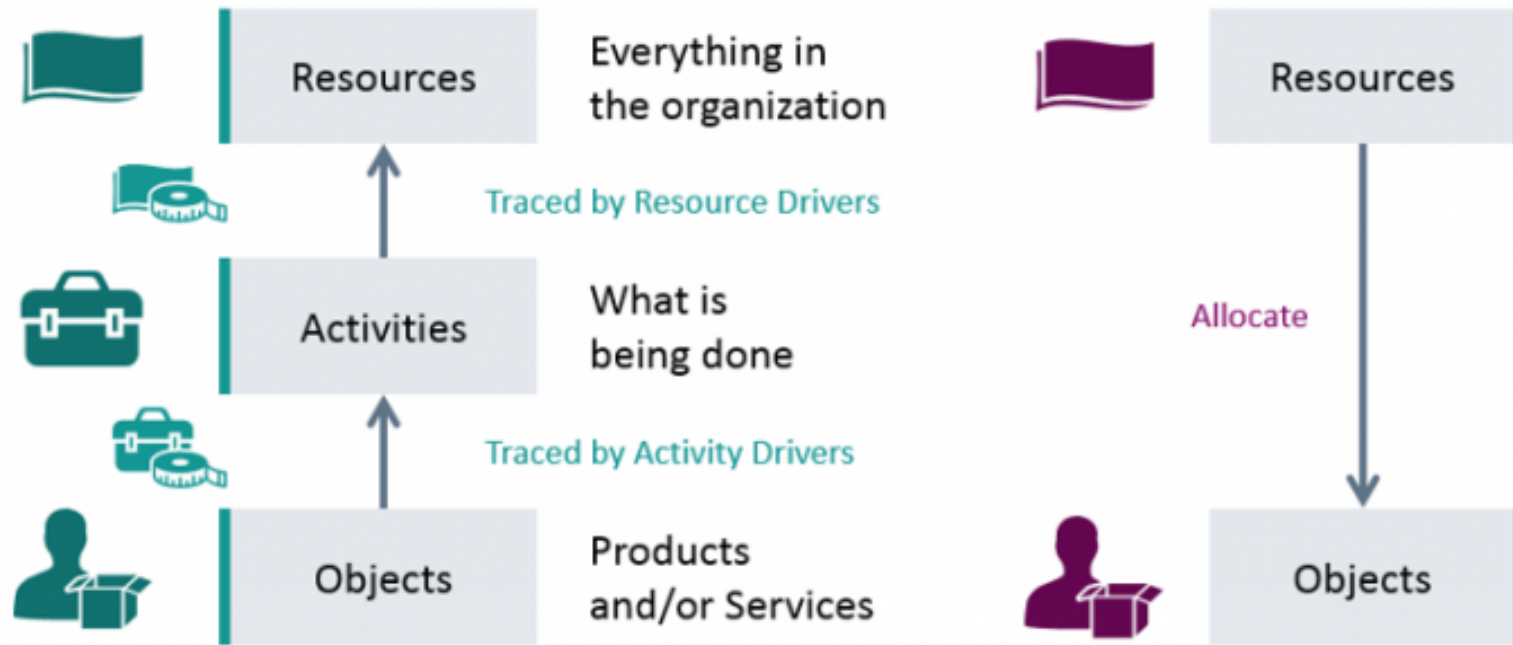 Resources
Everything in
the organization
Traced by Resource Drivers
Activities
What is
being done
Traced by Activity Drivers
Objects
Products
and/or Services
Resources
Allocate
Objects